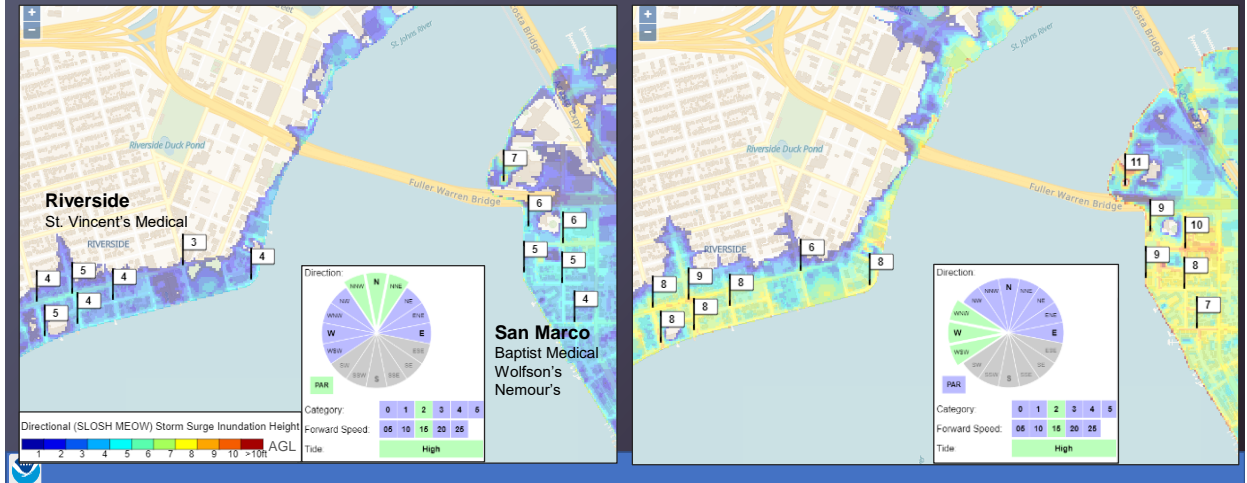 +
−
St. Johns River
costa Bridge
Riverside Duck Pond
Fuller Warren Bridge
Riverside
St. Vincent's Medical
RIVERSIDE
7
6
6
5
5
4
3
4
4
5
4
4
5
San Marco
Baptist Medical
Wolfson's
Nemour's
Direction:
NNW N NNE
NW NE
WNW ENE
W E
WSW ESE
SW SE
SSW S SSE
PAR
Category: 0 1 2 3 4 5
Forward Speed: 05 10 15 20 25
Tide: High
Directional (SLOSH MEOW) Storm Surge Inundation Height
1 2 3 4 5 6 7 8 9 10 >10ft AGL
+
−
St. Johns River
costa Bridge
Riverside Duck Pond
Fuller Warren Bridge
RIVERSIDE
11
9
10
9
8
7
6
8
8
9
8
8
8
Direction:
NNW N NNE
NW NE
WNW ENE
W E
WSW ESE
SW SE
SSW S SSE
PAR
Category: 0 1 2 3 4 5
Forward Speed: 05 10 15 20 25
Tide: High